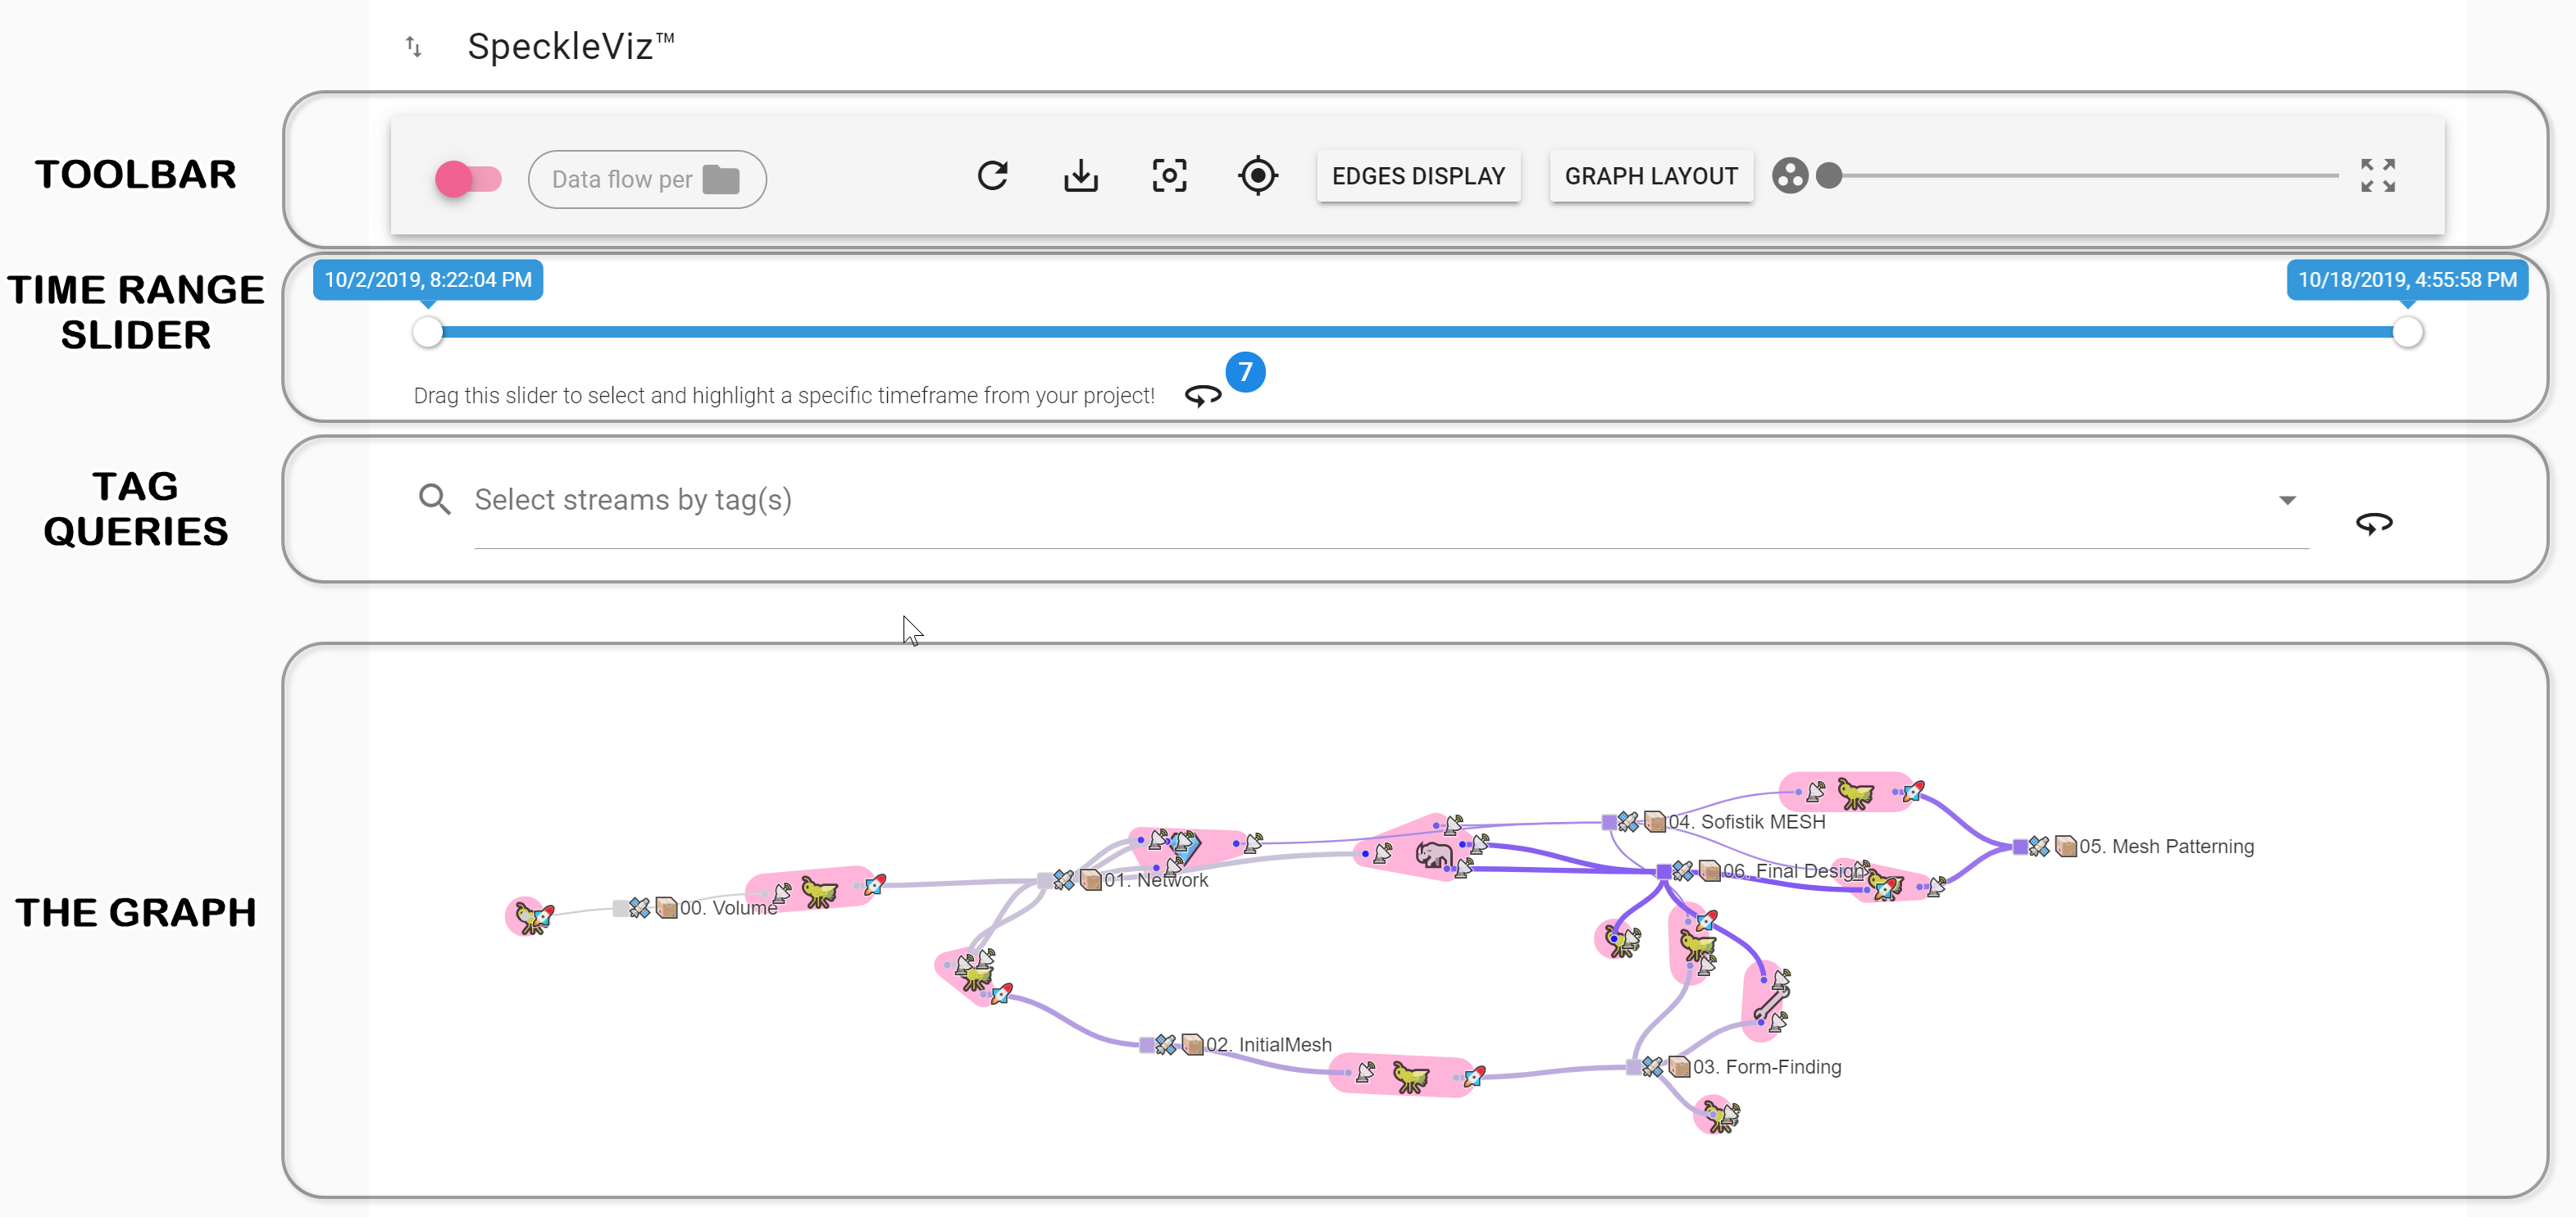 SpeckleViz™
TOOLBAR
Data flow per
EDGES DISPLAY
GRAPH LAYOUT
TIME RANGE
SLIDER
10/2/2019, 8:22:04 PM
10/18/2019, 4:55:58 PM
7
Drag this slider to select and highlight a specific timeframe from your project!
TAG
QUERIES
Select streams by tag(s)
THE GRAPH
04. Sofistik MESH
05. Mesh Patterning
06. Final Design
01. Network
00. Volume
02. InitialMesh
03. Form-Finding